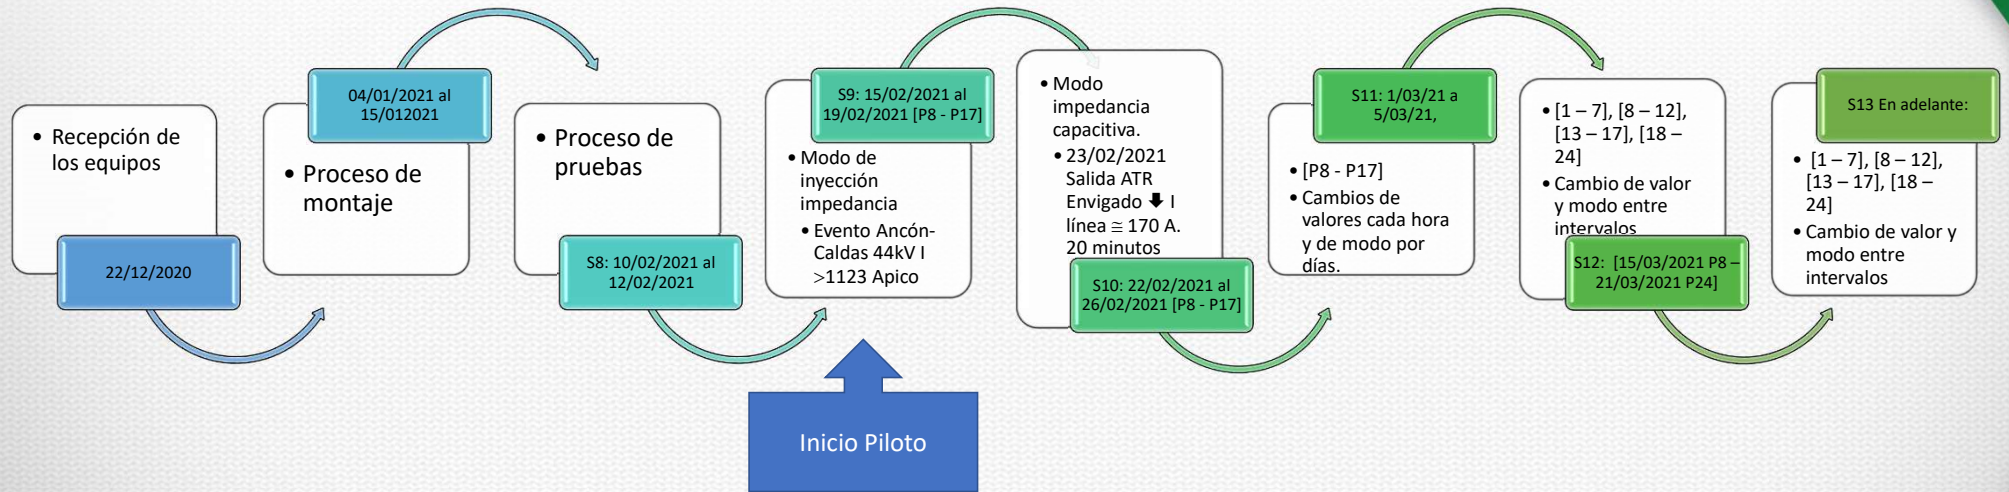 • Recepción de
los equipos
22/12/2020
04/01/2021 al
15/012021
• Proceso de
montaje
• Proceso de
pruebas
S8: 10/02/2021 al
12/02/2021
S9: 15/02/2021 al
19/02/2021 [P8 - P17]
• Modo de
inyección
impedancia
• Evento Ancón-
Caldas 44kV I
>1123 Apico
• Modo
impedancia
capacitiva.
• 23/02/2021
Salida ATR
Envigado 🡇 I
línea ≅ 170 A.
20 minutos
S10: 22/02/2021 al
26/02/2021 [P8 - P17]
S11: 1/03/21 a
5/03/21,
• [P8 - P17]
• Cambios de
valores cada hora
y de modo por
días.
• [1 – 7], [8 – 12],
[13 – 17], [18 –
24]
• Cambio de valor
y modo entre
intervalos
S12: [15/03/2021 P8 –
21/03/2021 P24]
S13 En adelante:
• [1 – 7], [8 – 12],
[13 – 17], [18 –
24]
• Cambio de valor y
modo entre
intervalos
Inicio Piloto